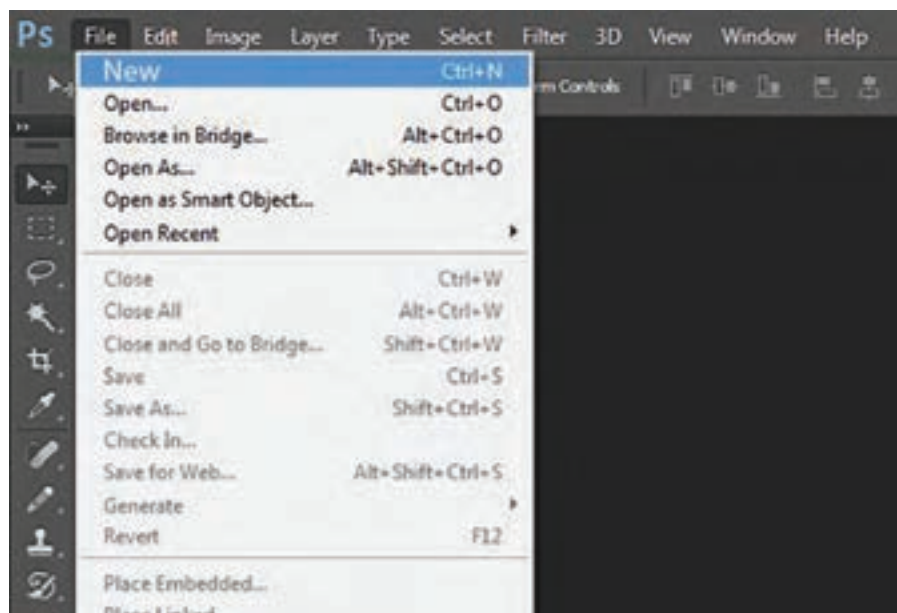 Ps File Edit Image Layer Type Select Filter 3D View Window Help
New Ctrl+N
Controls
Open... Ctrl+O
Browse in Bridge... Alt+Ctrl+O
Open As... Alt+Shift+Ctrl+O
Open as Smart Object...
Open Recent
Close Ctrl+W
Close All Alt+Ctrl+W
Close and Go to Bridge... Shift+Ctrl+W
Save Ctrl+S
Save As... Shift+Ctrl+S
Check In...
Save for Web... Alt+Shift+Ctrl+S
Generate
Revert F12
Place Embedded...
Place Linked